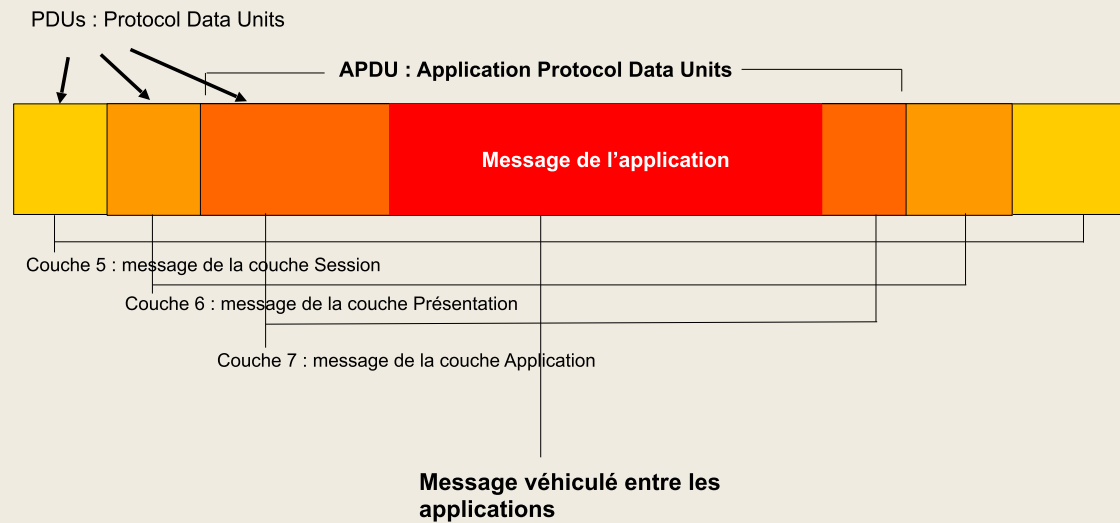 PDUs : Protocol Data Units
APDU : Application Protocol Data Units
Message de l’application
Couche 5 : message de la couche Session
Couche 6 : message de la couche Présentation
Couche 7 : message de la couche Application
Message véhiculé entre les
applications